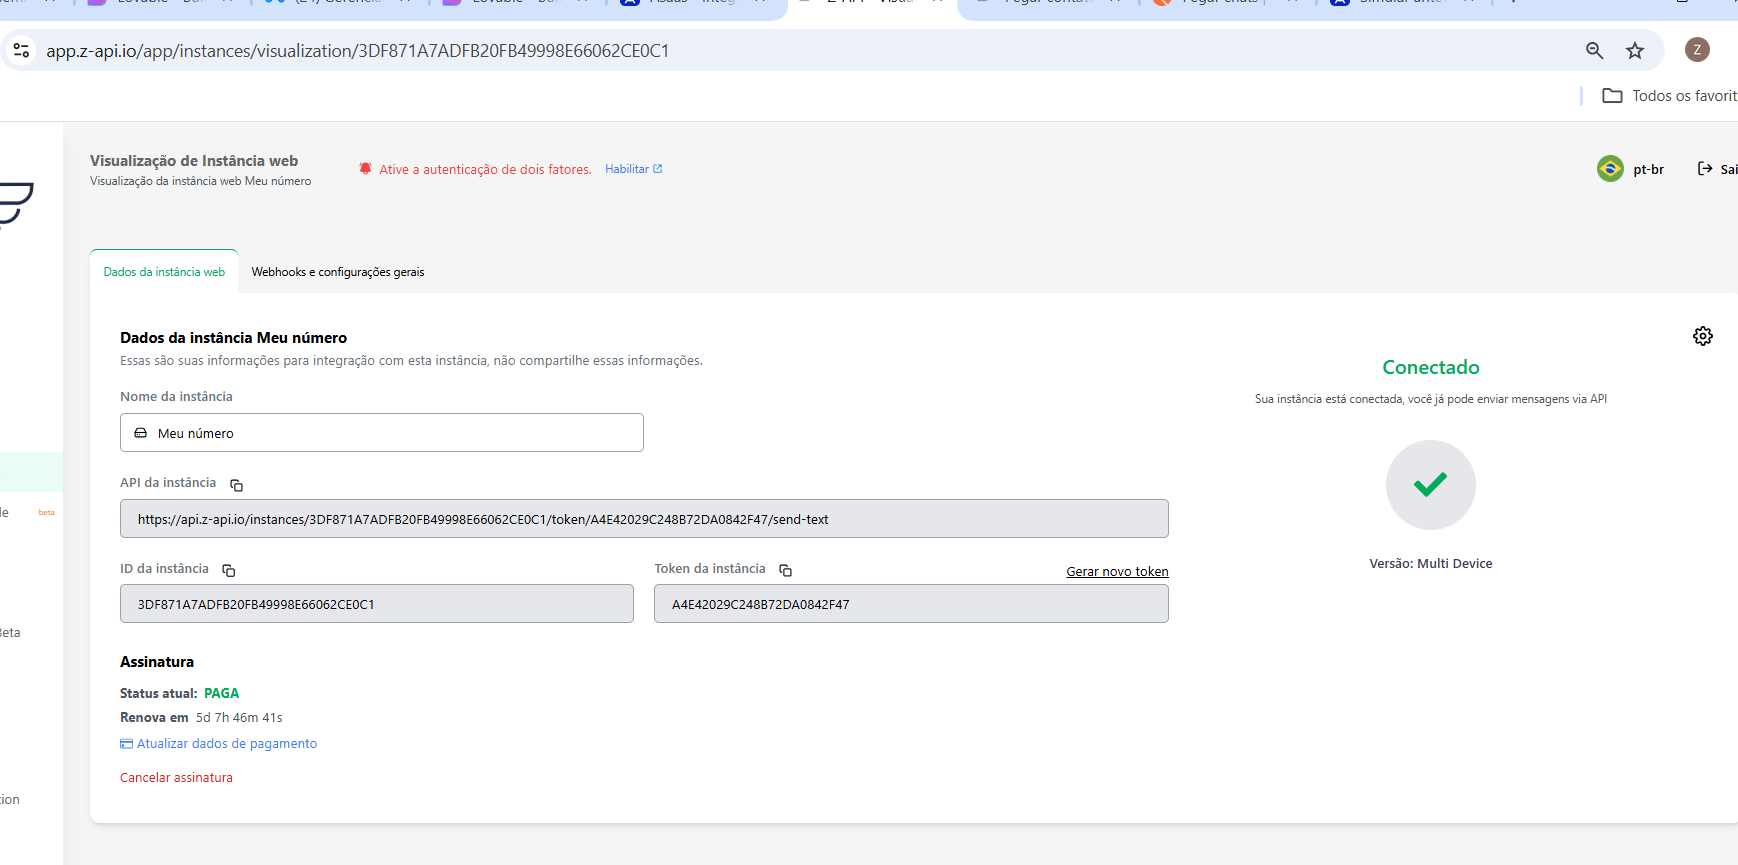 app.z-api.io/app/instances/visualization/3DF871A7ADFB20FB49998E66062CE0C1
Z
Todos os favorit
Visualização de Instância web
Visualização da instância web Meu número
Ative a autenticação de dois fatores. Habilitar
pt-br
Sai
Dados da instância web
Webhooks e configurações gerais
Dados da instância Meu número
Essas são suas informações para integração com esta instância, não compartilhe essas informações.
Nome da instância
Meu número
API da instância
https://api.z-api.io/instances/3DF871A7ADFB20FB49998E66062CE0C1/token/A4E42029C248B72DA0842F47/send-text
ID da instância
3DF871A7ADFB20FB49998E66062CE0C1
Token da instância
Gerar novo token
A4E42029C248B72DA0842F47
Assinatura
Status atual: PAGA
Renova em 5d 7h 46m 41s
Atualizar dados de pagamento
Cancelar assinatura
Conectado
Sua instância está conectada, você já pode enviar mensagens via API
Versão: Multi Device
beta
Beta